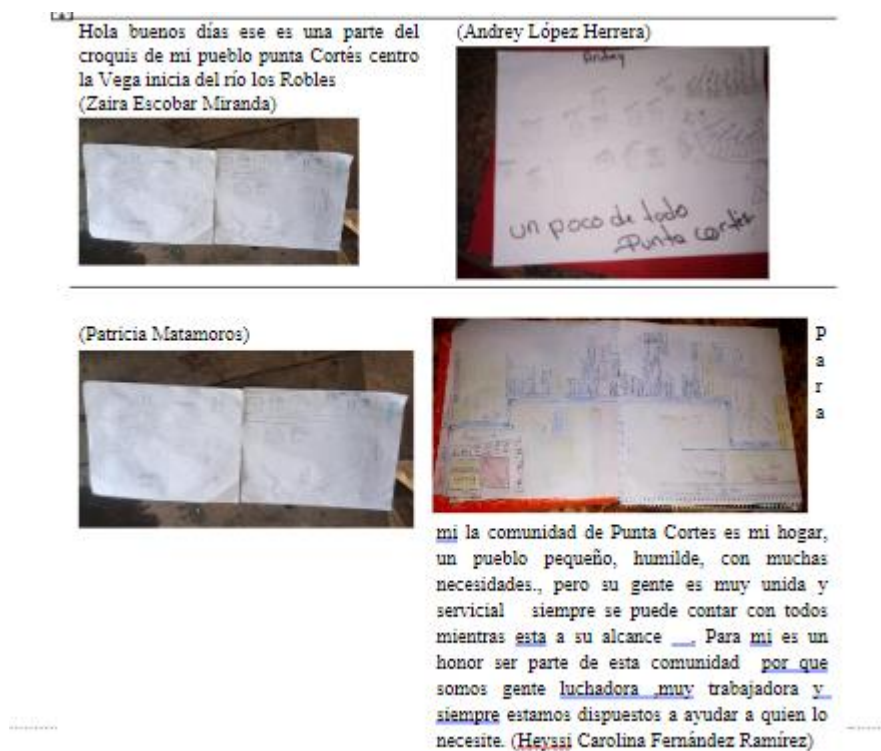 Hola buenos días ese es una parte del
croquis de mi pueblo punta Cortés centro
la Vega inicia del río los Robles
(Zaira Escobar Miranda)
(Andrey López Herrera)
Andrey
un poco de todo
Punta Cortés
(Patricia Matamoros)
P
a
r
a
mi la comunidad de Punta Cortes es mi hogar,
un pueblo pequeño, humilde, con muchas
necesidades., pero su gente es muy unida y
servicial siempre se puede contar con todos
mientras esta a su alcance . Para mi es un
honor ser parte de esta comunidad por que
somos gente luchadora ,muy trabajadora y
siempre estamos dispuestos a ayudar a quien lo
necesite. (Heyssi Carolina Fernández Ramírez)